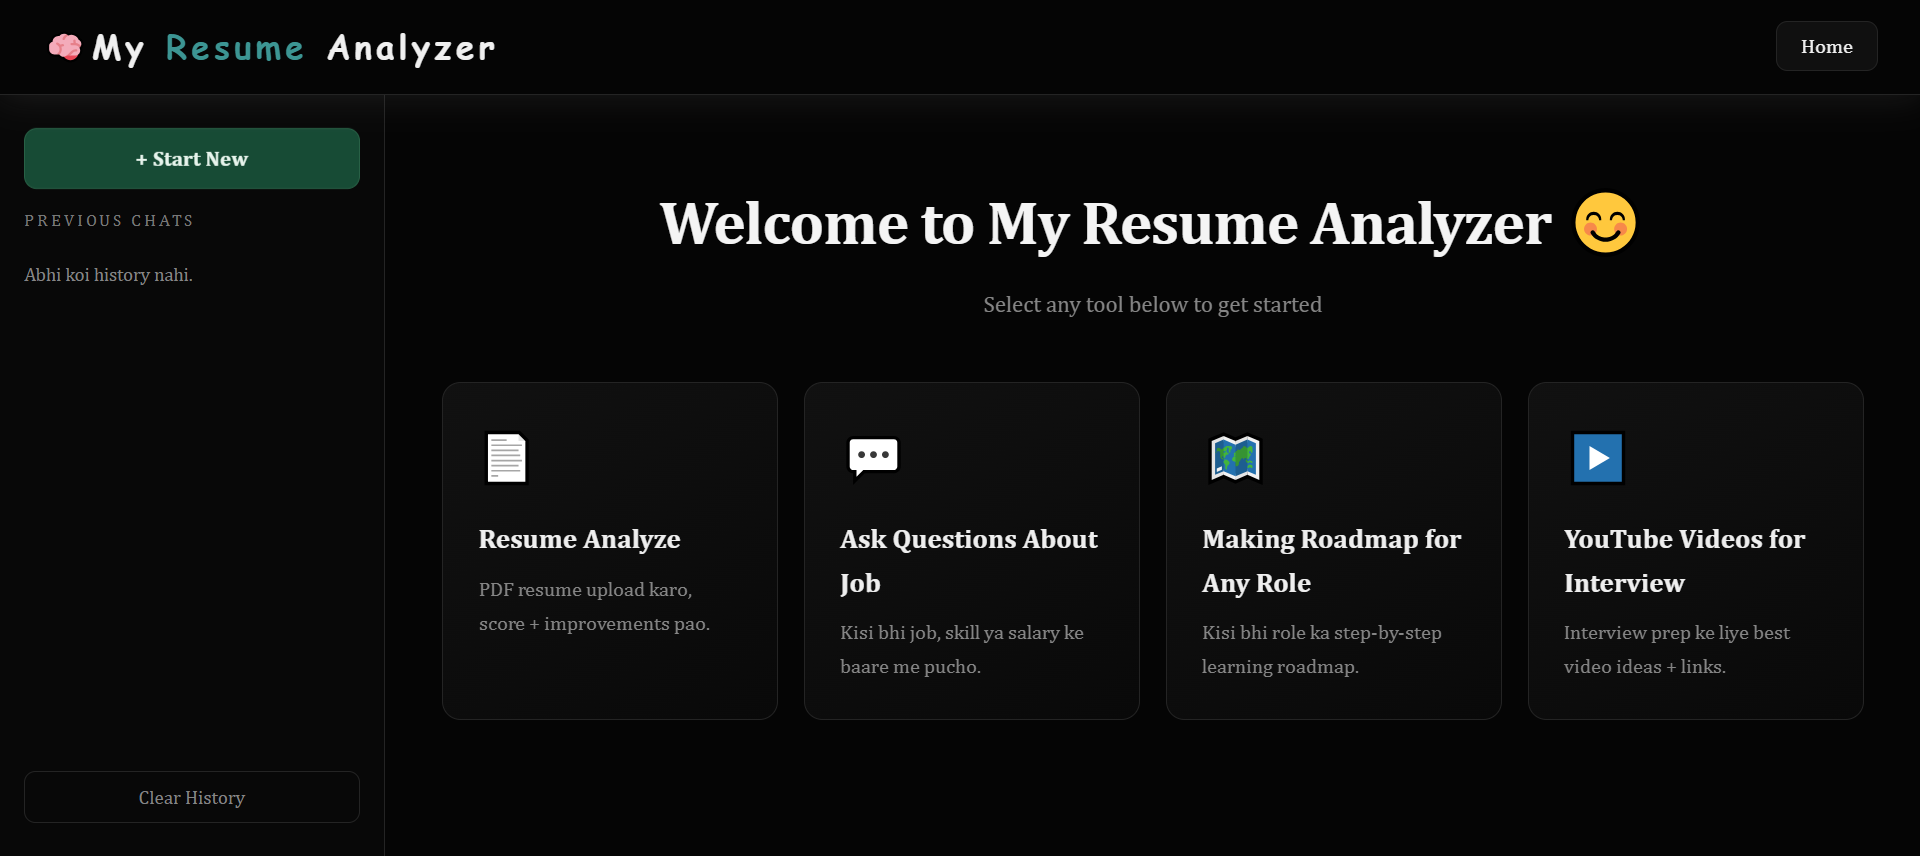 My Resume Analyzer
Home
+ Start New
PREVIOUS CHATS
Abhi koi history nahi.
Clear History
Welcome to My Resume Analyzer
Select any tool below to get started
Resume Analyze
PDF resume upload karo,
score + improvements pao.
Ask Questions About
Job
Kisi bhi job, skill ya salary ke
baare me pucho.
Making Roadmap for
Any Role
Kisi bhi role ka step-by-step
learning roadmap.
YouTube Videos for
Interview
Interview prep ke liye best
video ideas + links.